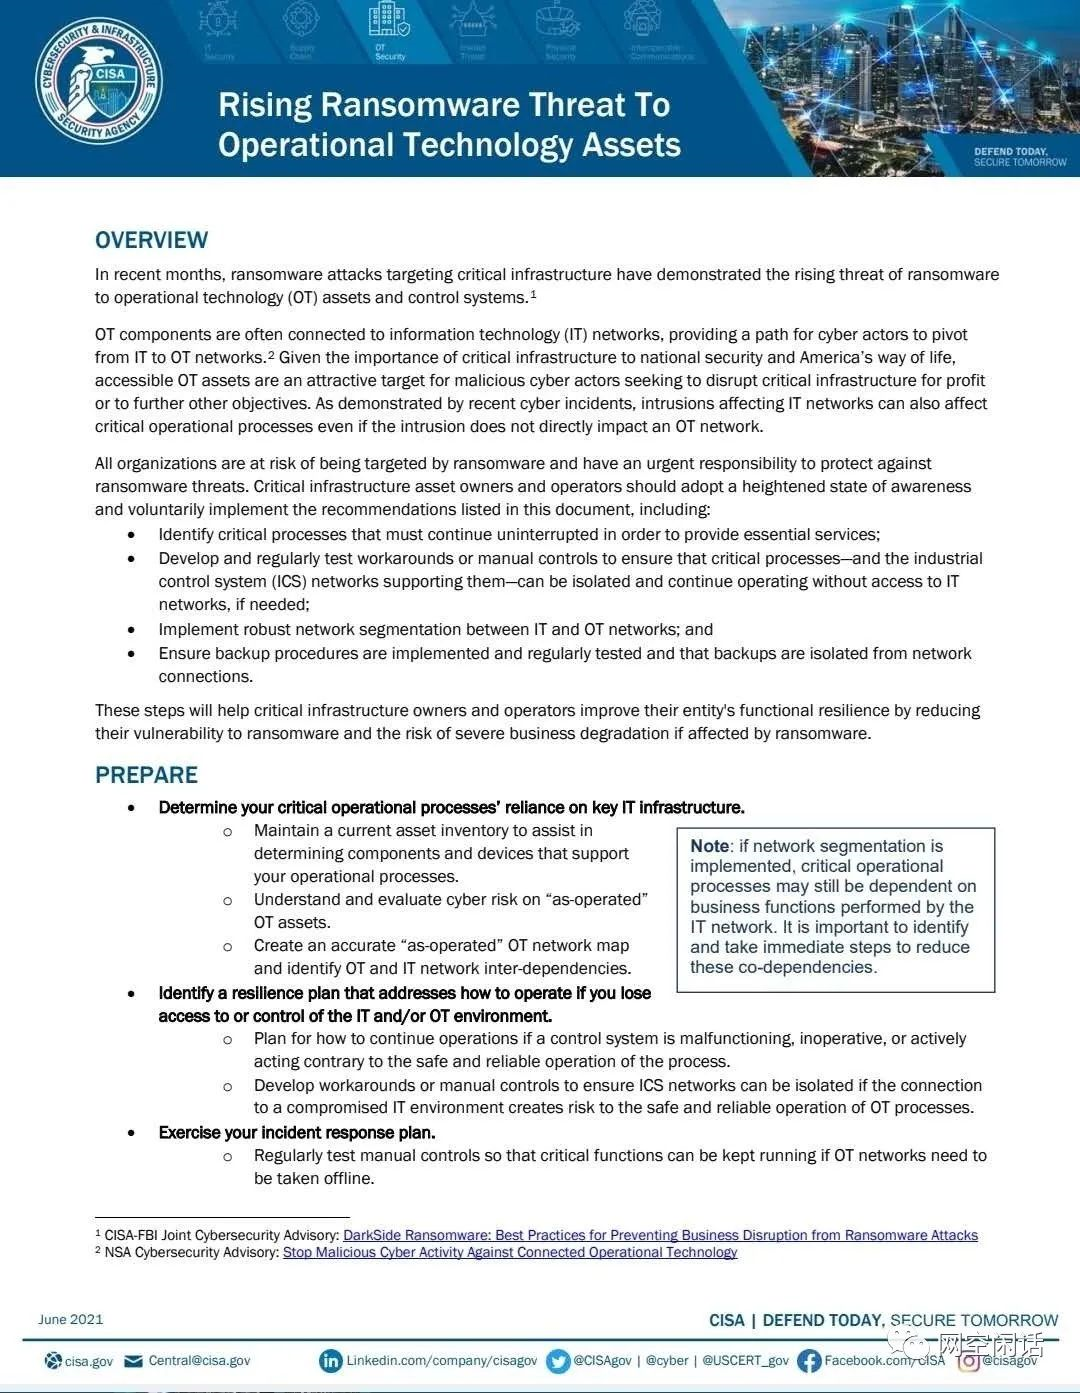 CYBERSECURITY & INFRASTRUCTURE
CISA
SECURITY AGENCY
IT
Security
Supply
Chain
OT
Security
Insider
Threat
Physical
Security
Interoperable
Communications
Rising Ransomware Threat To
Operational Technology Assets
DEFEND TODAY,
SECURE TOMORROW
OVERVIEW
In recent months, ransomware attacks targeting critical infrastructure have demonstrated the rising threat of ransomware
to operational technology (OT) assets and control systems.¹
OT components are often connected to information technology (IT) networks, providing a path for cyber actors to pivot
from IT to OT networks.² Given the importance of critical infrastructure to national security and America's way of life,
accessible OT assets are an attractive target for malicious cyber actors seeking to disrupt critical infrastructure for profit
or to further other objectives. As demonstrated by recent cyber incidents, intrusions affecting IT networks can also affect
critical operational processes even if the intrusion does not directly impact an OT network.
All organizations are at risk of being targeted by ransomware and have an urgent responsibility to protect against
ransomware threats. Critical infrastructure asset owners and operators should adopt a heightened state of awareness
and voluntarily implement the recommendations listed in this document, including:
• Identify critical processes that must continue uninterrupted in order to provide essential services;
• Develop and regularly test workarounds or manual controls to ensure that critical processes—and the industrial
control system (ICS) networks supporting them—can be isolated and continue operating without access to IT
networks, if needed;
• Implement robust network segmentation between IT and OT networks; and
• Ensure backup procedures are implemented and regularly tested and that backups are isolated from network
connections.
These steps will help critical infrastructure owners and operators improve their entity's functional resilience by reducing
their vulnerability to ransomware and the risk of severe business degradation if affected by ransomware.
PREPARE
• Determine your critical operational processes' reliance on key IT infrastructure.
o Maintain a current asset inventory to assist in
determining components and devices that support
your operational processes.
o Understand and evaluate cyber risk on “as-operated”
OT assets.
o Create an accurate “as-operated” OT network map
and identify OT and IT network inter-dependencies.
Note: if network segmentation is
implemented, critical operational
processes may still be dependent on
business functions performed by the
IT network. It is important to identify
and take immediate steps to reduce
these co-dependencies.
• Identify a resilience plan that addresses how to operate if you lose
access to or control of the IT and/or OT environment.
o Plan for how to continue operations if a control system is malfunctioning, inoperative, or actively
acting contrary to the safe and reliable operation of the process.
o Develop workarounds or manual controls to ensure ICS networks can be isolated if the connection
to a compromised IT environment creates risk to the safe and reliable operation of OT processes.
• Exercise your incident response plan.
o Regularly test manual controls so that critical functions can be kept running if OT networks need to
be taken offline.
¹ CISA-FBI Joint Cybersecurity Advisory: DarkSide Ransomware: Best Practices for Preventing Business Disruption from Ransomware Attacks
² NSA Cybersecurity Advisory: Stop Malicious Cyber Activity Against Connected Operational Technology
June 2021
CISA | DEFEND TODAY, SECURE TOMORROW
网空闲话
cisa.gov Central@cisa.gov Linkedin.com/company/cisagov @CISAgov | @cyber | @USCERT_gov Facebook.com/CISA @cisagov